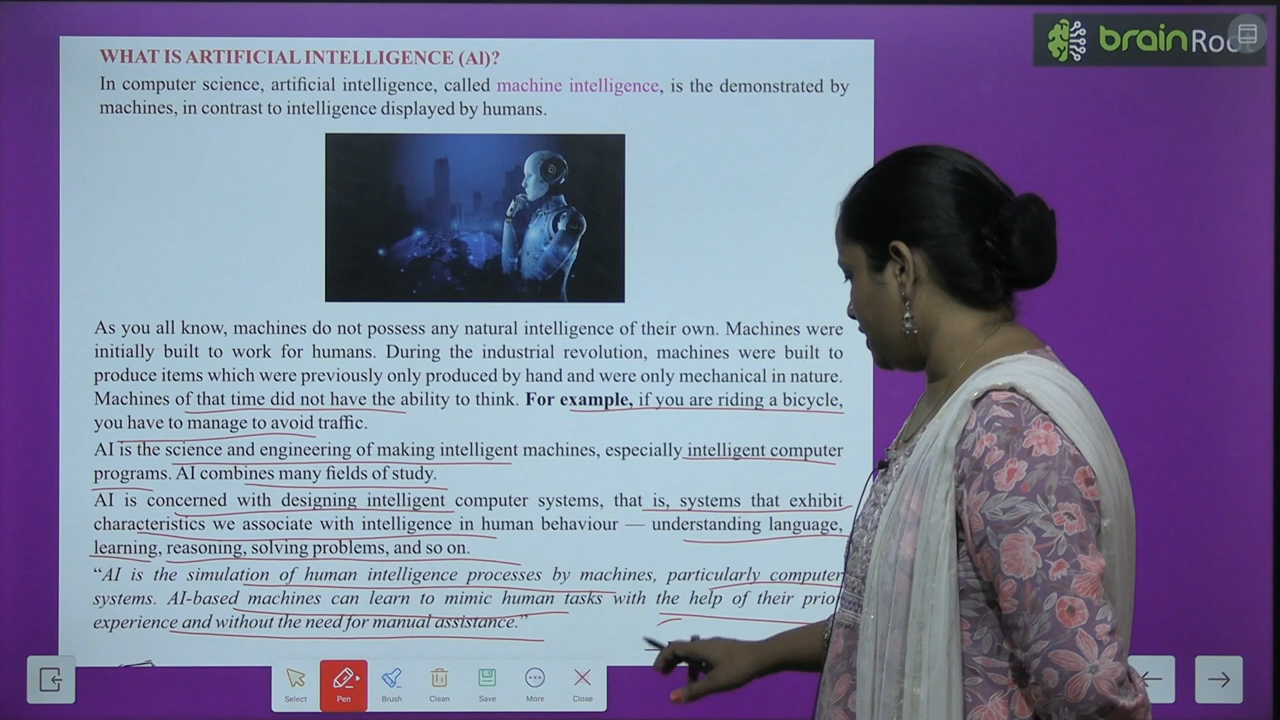 WHAT IS ARTIFICIAL INTELLIGENCE (AI)?
In computer science, artificial intelligence, called machine intelligence, is the demonstrated by
machines, in contrast to intelligence displayed by humans.
As you all know, machines do not possess any natural intelligence of their own. Machines were
initially built to work for humans. During the industrial revolution, machines were built to
produce items which were previously only produced by hand and were only mechanical in nature.
Machines of that time did not have the ability to think. For example, if you are riding a bicycle,
you have to manage to avoid traffic.
AI is the science and engineering of making intelligent machines, especially intelligent computer
programs. AI combines many fields of study.
AI is concerned with designing intelligent computer systems, that is, systems that exhibit
characteristics we associate with intelligence in human behaviour — understanding language,
learning, reasoning, solving problems, and so on.
“AI is the simulation of human intelligence processes by machines, particularly computer
systems. AI-based machines can learn to mimic human tasks with the help of their prior
experience and without the need for manual assistance.”
brain
Select Pen Brush Clean Save More Close